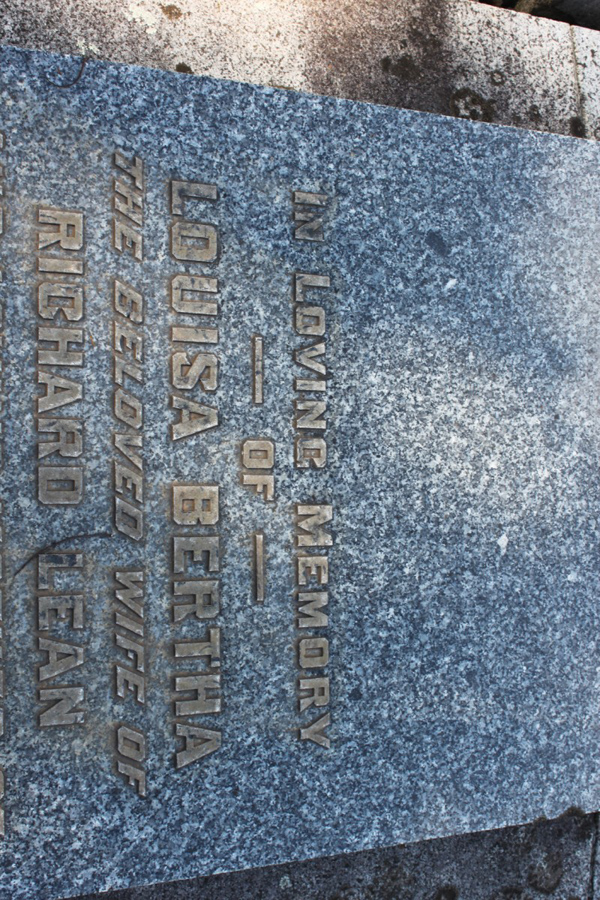 IN LOVING MEMORY
— OF —
LOUISA BERTHA
THE BELOVED WIFE OF
RICHARD LEAN